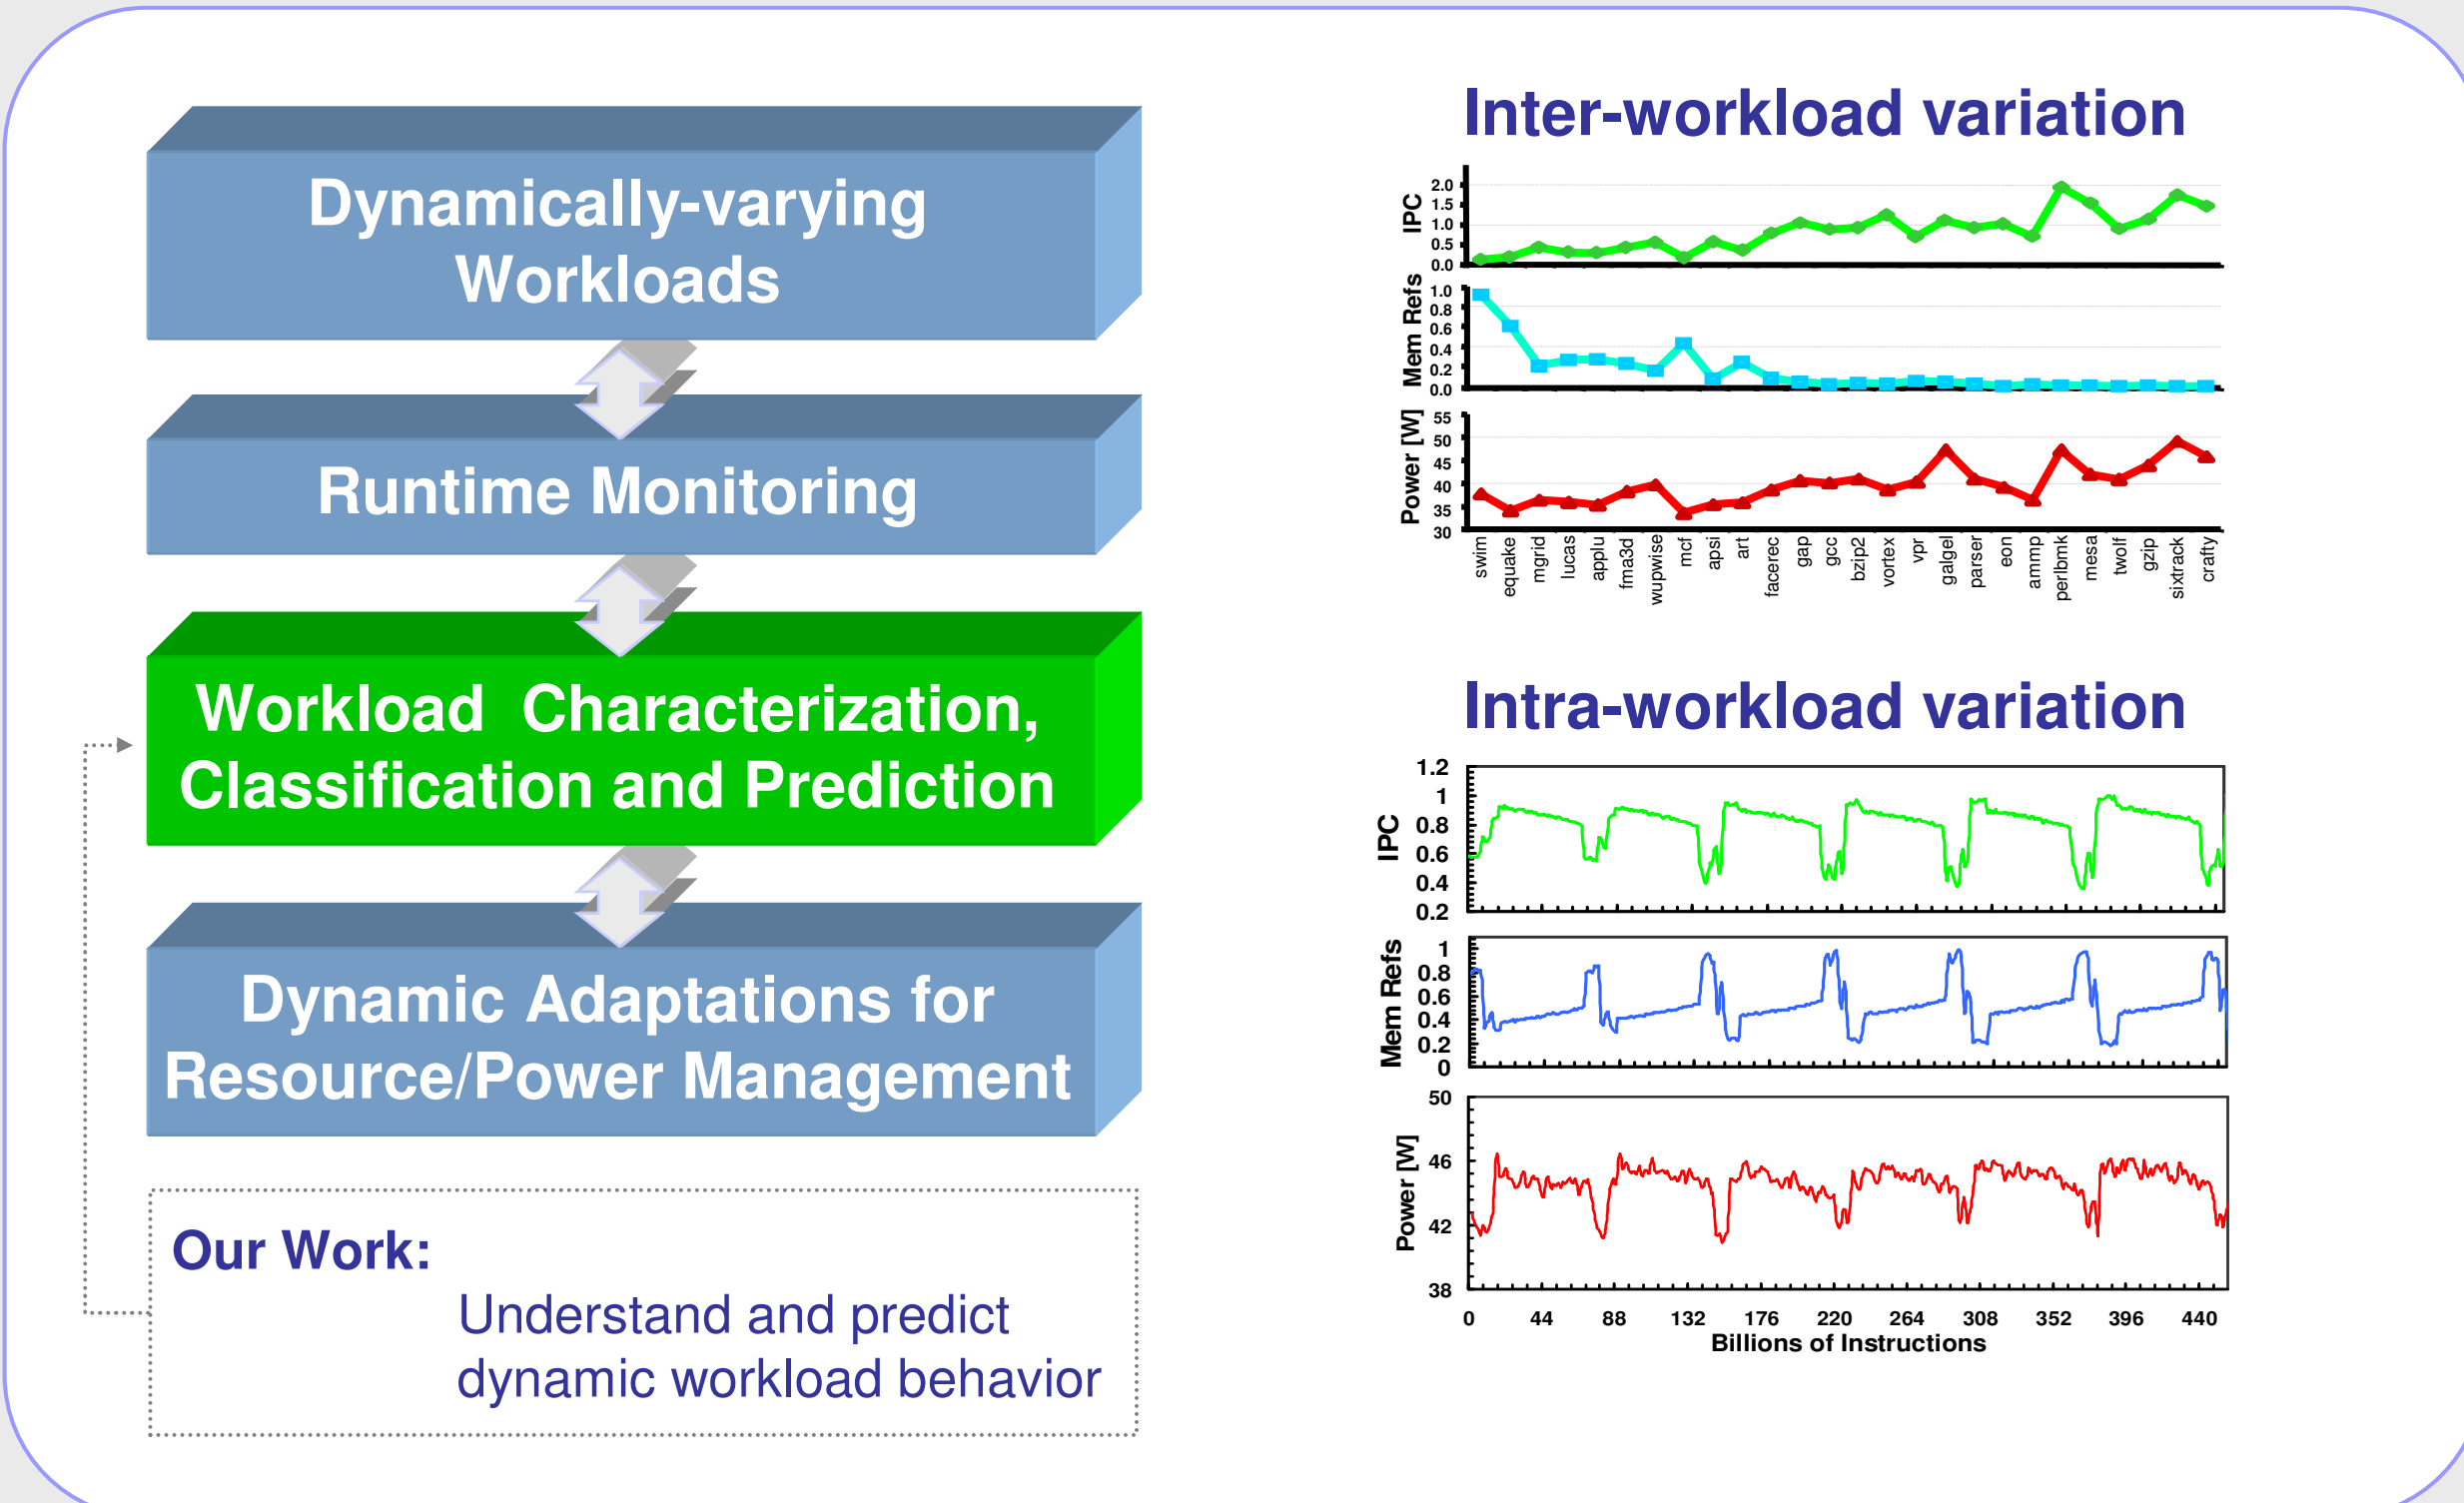 Dynamically-varying
Workloads
Runtime Monitoring
Workload Characterization,
Classification and Prediction
Dynamic Adaptations for
Resource/Power Management
Our Work:
Understand and predict
dynamic workload behavior
Inter-workload variation
IPC
2.0
1.5
1.0
0.5
0.0
Mem Refs
1.0
0.8
0.6
0.4
0.2
0.0
Power [W]
55
50
45
40
35
30
swim
equake
mgrid
lucas
applu
fma3d
wupwise
mcf
apsi
art
facerec
gap
gcc
bzip2
vortex
vpr
galgel
parser
eon
ammp
perlbmk
mesa
twolf
gzip
sixtrack
crafty
Intra-workload variation
IPC
1.2
1
0.8
0.6
0.4
0.2
Mem Refs
1
0.8
0.6
0.4
0.2
0
Power [W]
50
46
42
38
0 44 88 132 176 220 264 308 352 396 440
Billions of Instructions